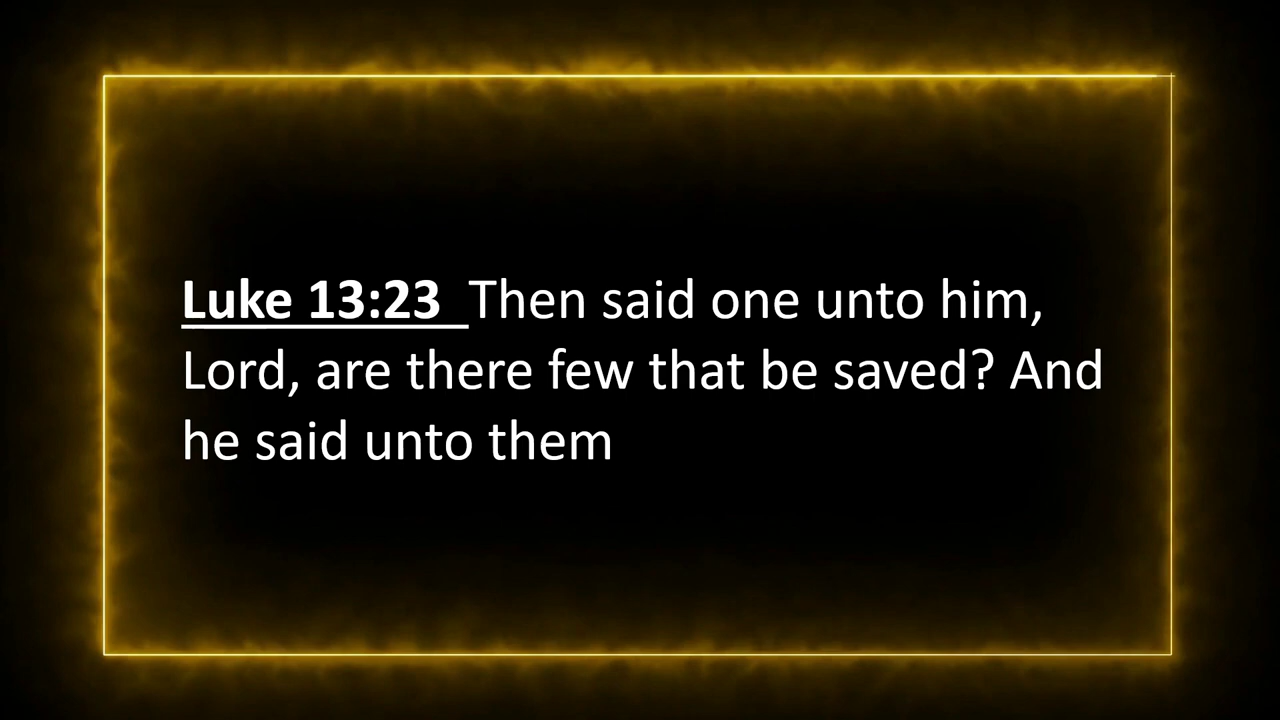 Luke 13:23  Then said one unto him,
Lord, are there few that be saved? And
he said unto them